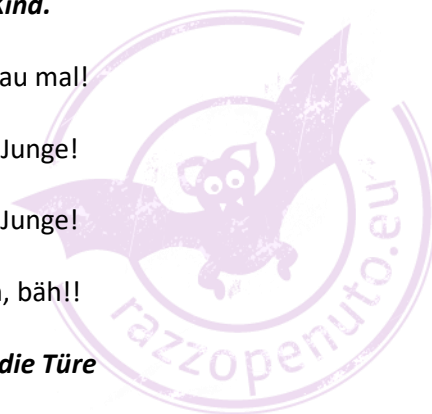 Kind.
au mal!
Junge!
Junge!
, bäh!!
die Türe
razzopenuto.eu